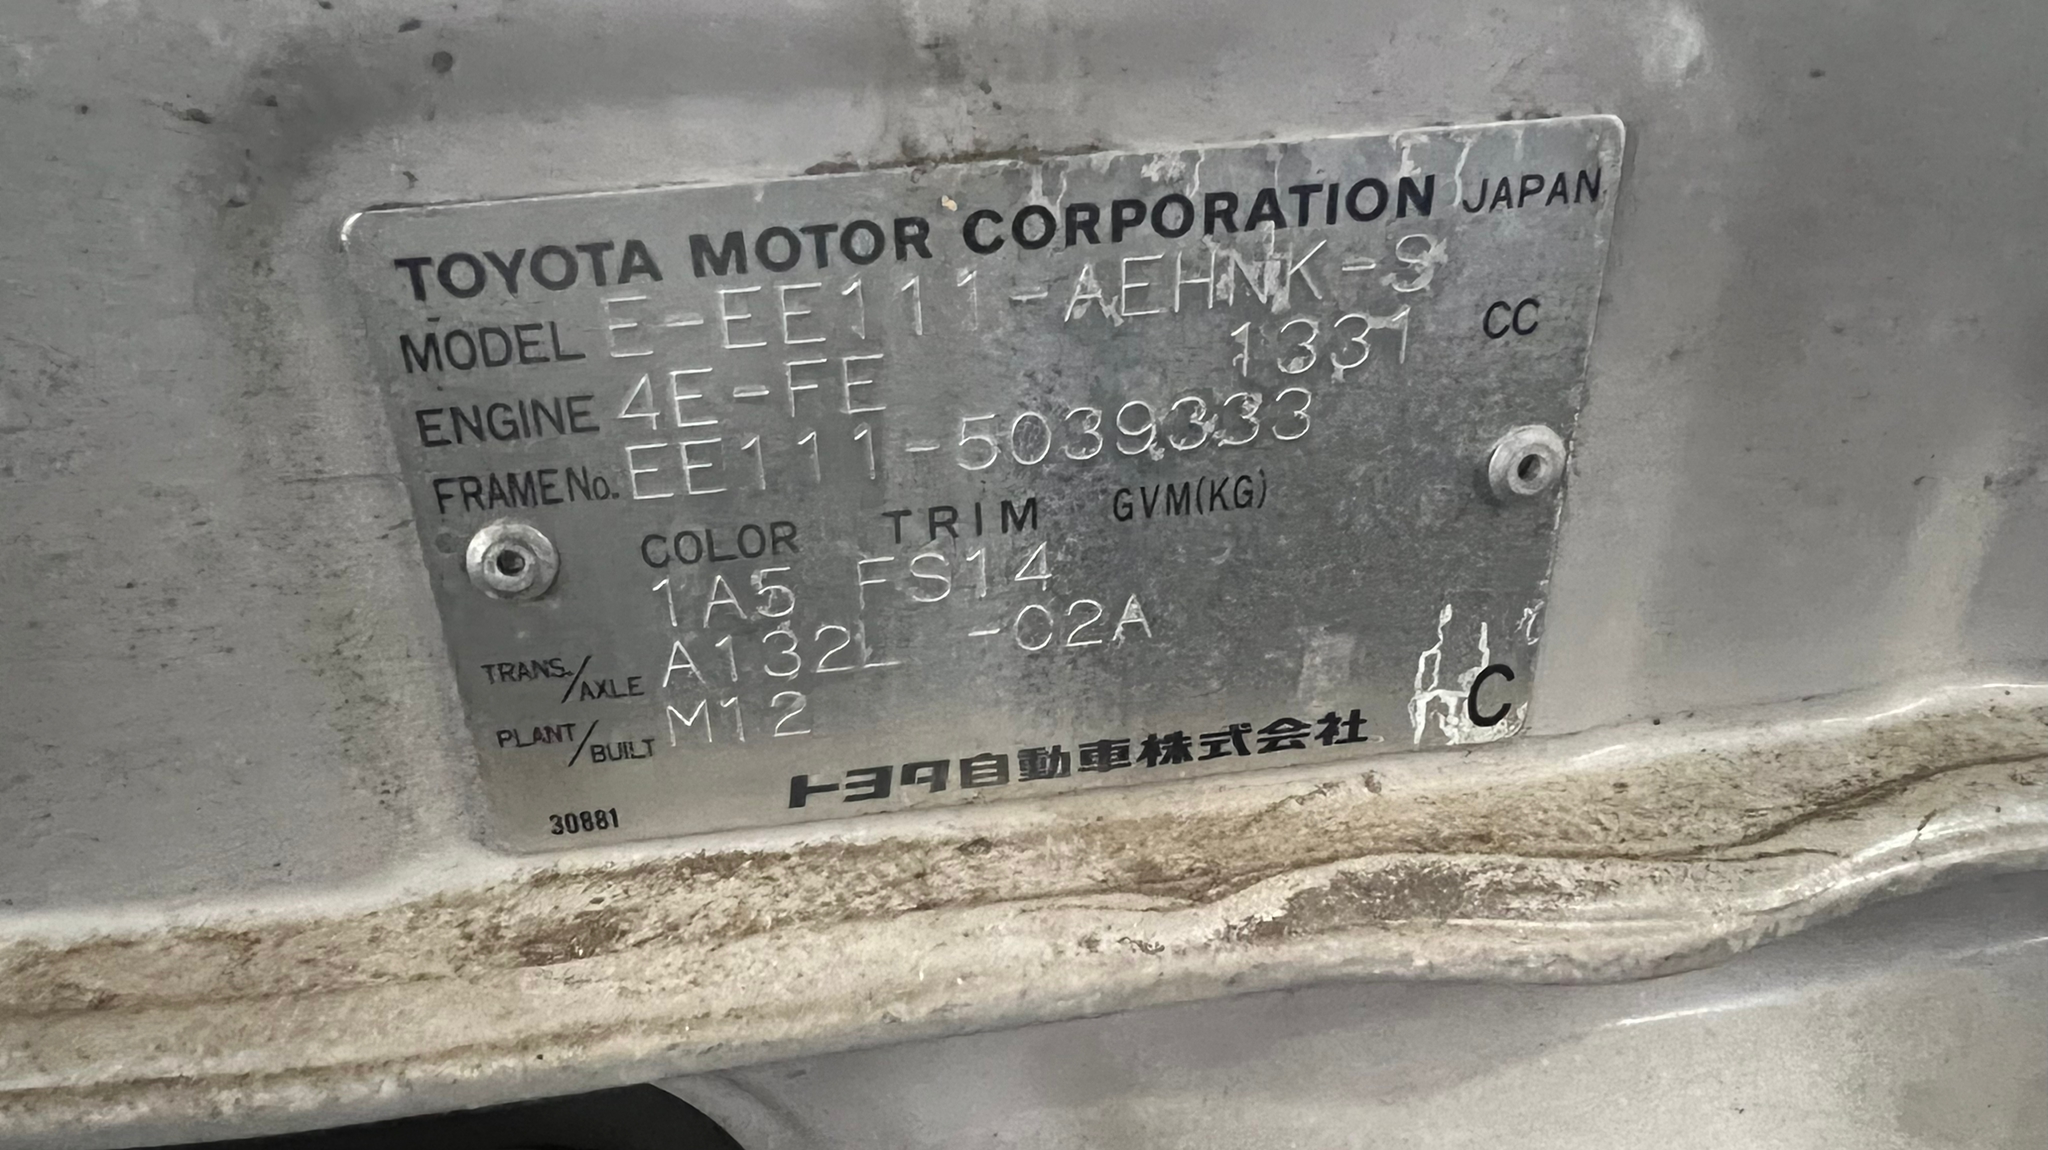 TOYOTA MOTOR CORPORATION JAPAN
MODEL E-EE111-AEHNK-S
ENGINE 4E-FE 1331 CC
FRAME No. EE111-5039333
COLOR TRIM GVM(KG)
1A5 FS14
TRANS./AXLE A132L -02A
PLANT/BUILT M12
トヨタ自動車株式会社 C
30881